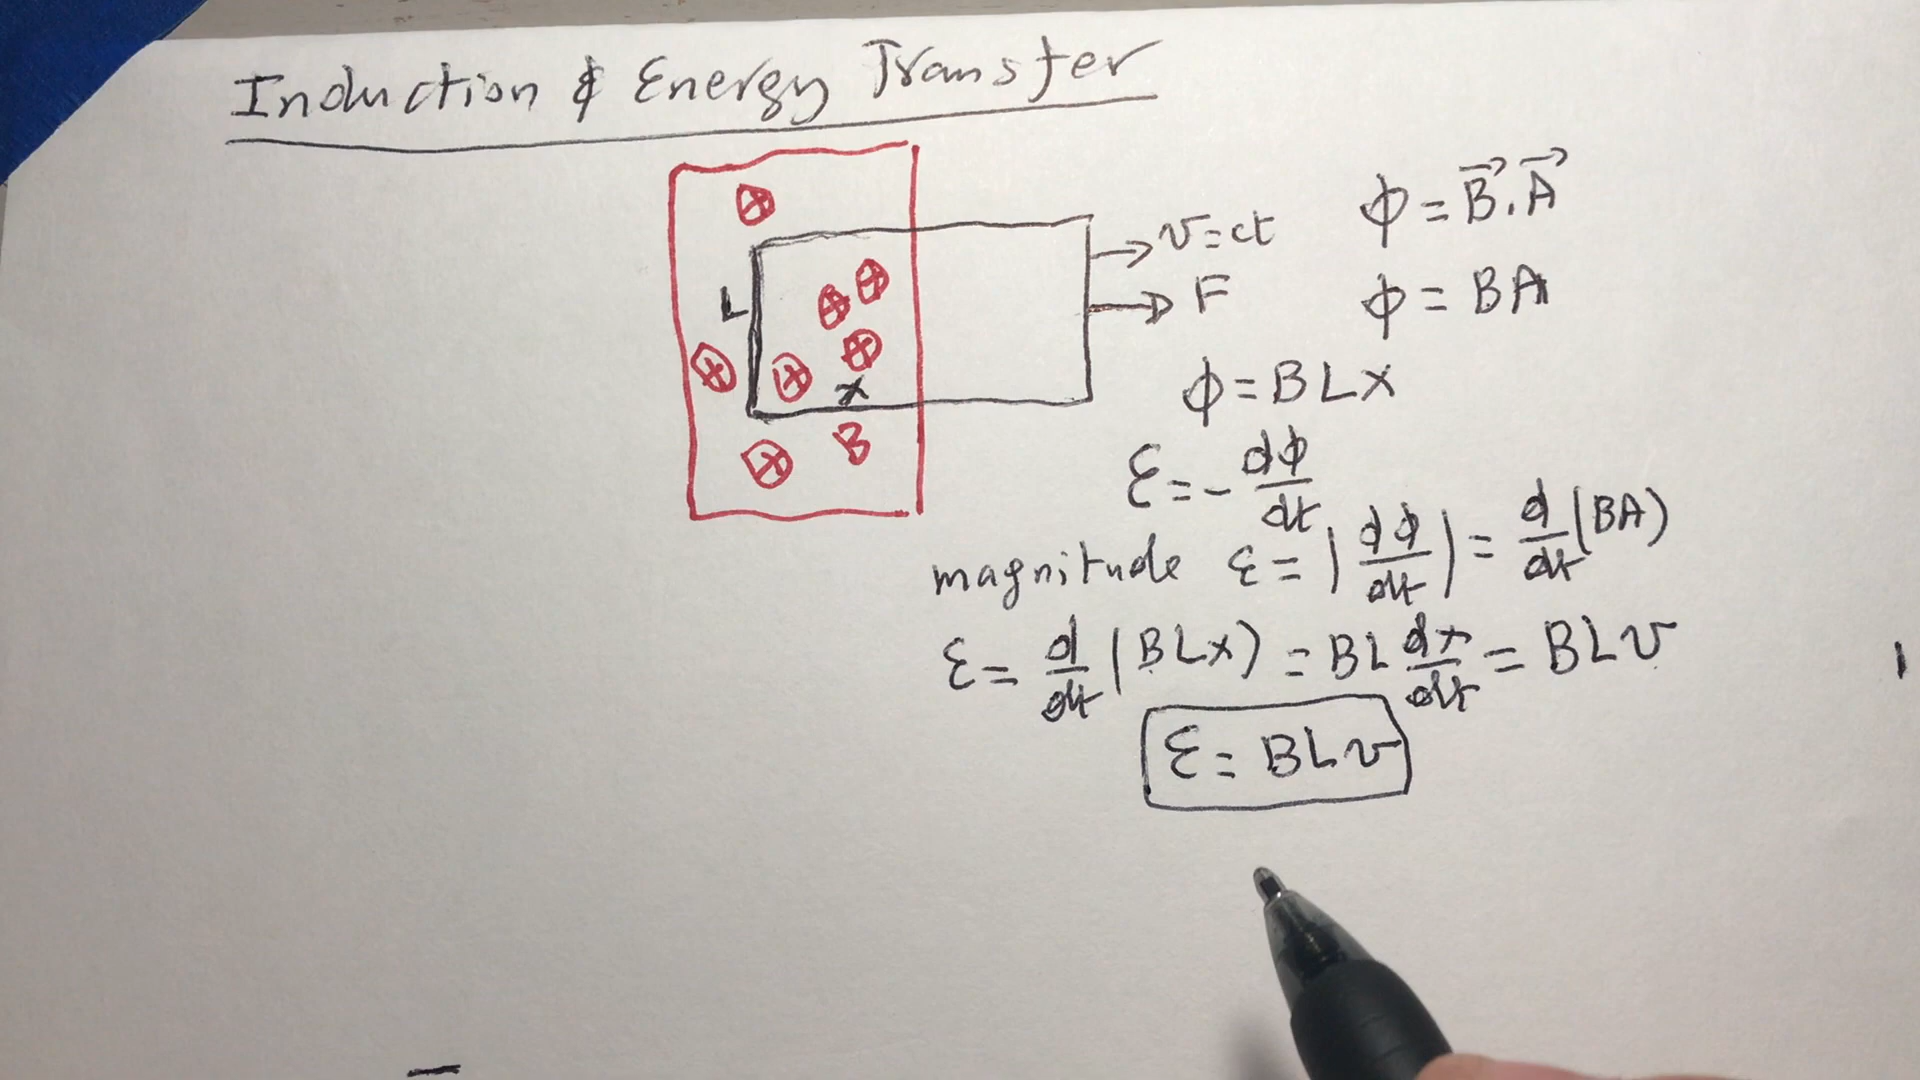 Induction & Energy Transfer
v=ct
F
L
x
B
ϕ = B⃗.A⃗
ϕ = BA
ϕ = BLx
ε = - dϕ/dt
magnitude ε = |dϕ/dt| = d/dt (BA)
ε = d/dt (BLx) = BL dx/dt = BLv
ε = BLv